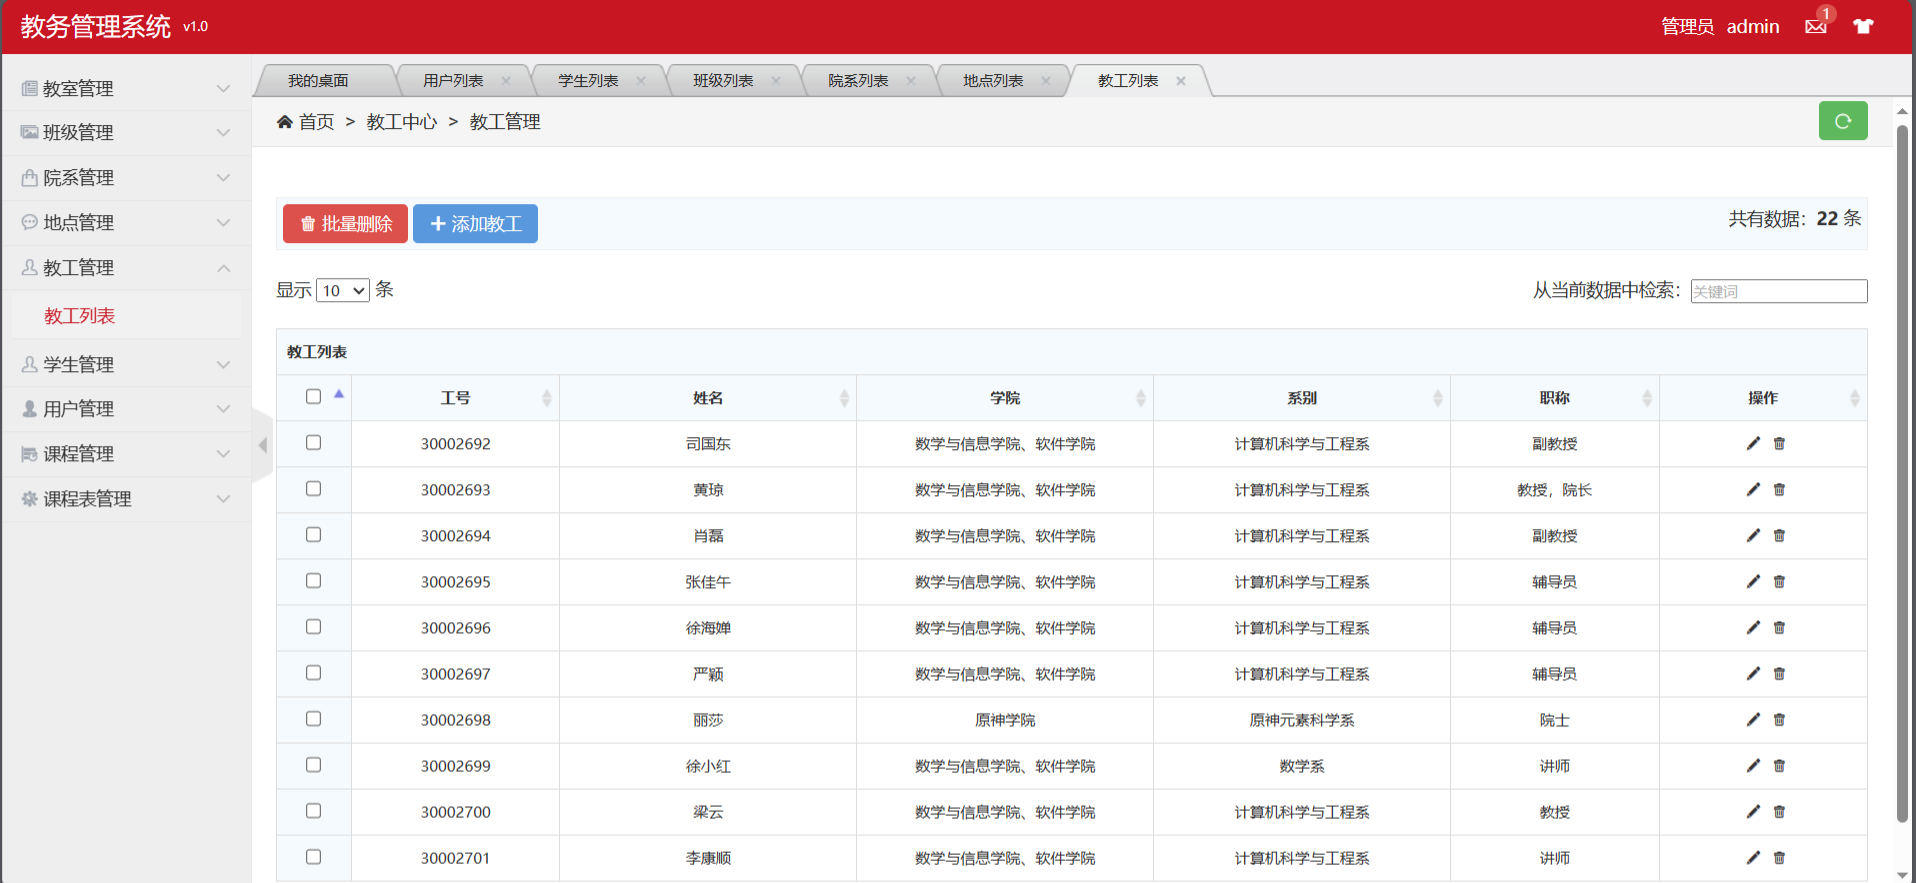 教务管理系统 v1.0
管理员 admin 1
教室管理
班级管理
院系管理
地点管理
教工管理
教工列表
学生管理
用户管理
课程管理
课程表管理
我的桌面 用户列表 学生列表 班级列表 院系列表 地点列表 教工列表
首页 > 教工中心 > 教工管理
批量删除 添加教工 共有数据：22 条
显示 10 条 从当前数据中检索： 关键词
教工列表
工号 姓名 学院 系别 职称 操作
30002692 司国东 数学与信息学院、软件学院 计算机科学与工程系 副教授
30002693 黄琼 数学与信息学院、软件学院 计算机科学与工程系 教授，院长
30002694 肖磊 数学与信息学院、软件学院 计算机科学与工程系 副教授
30002695 张佳午 数学与信息学院、软件学院 计算机科学与工程系 辅导员
30002696 徐海婵 数学与信息学院、软件学院 计算机科学与工程系 辅导员
30002697 严颖 数学与信息学院、软件学院 计算机科学与工程系 辅导员
30002698 丽莎 原神学院 原神元素科学系 院士
30002699 徐小红 数学与信息学院、软件学院 数学系 讲师
30002700 梁云 数学与信息学院、软件学院 计算机科学与工程系 教授
30002701 李康顺 数学与信息学院、软件学院 计算机科学与工程系 讲师